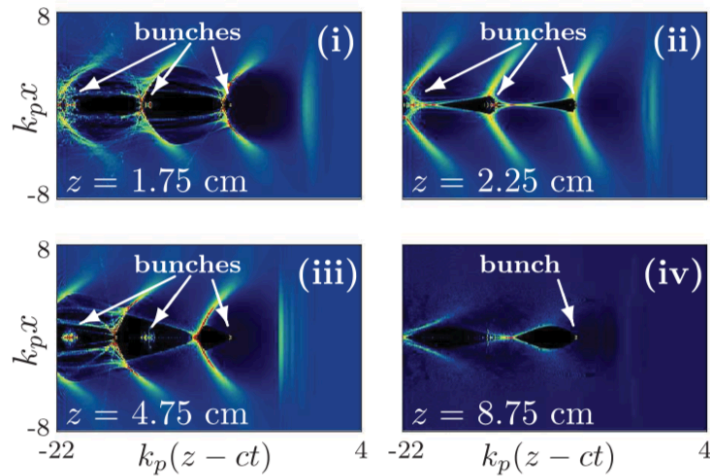 8
k_p x
-8
bunches
(i)
z = 1.75 cm
bunches
(ii)
z = 2.25 cm
8
k_p x
-8
bunches
(iii)
z = 4.75 cm
bunch
(iv)
z = 8.75 cm
-22
k_p(z − ct)
4
-22
k_p(z − ct)
4